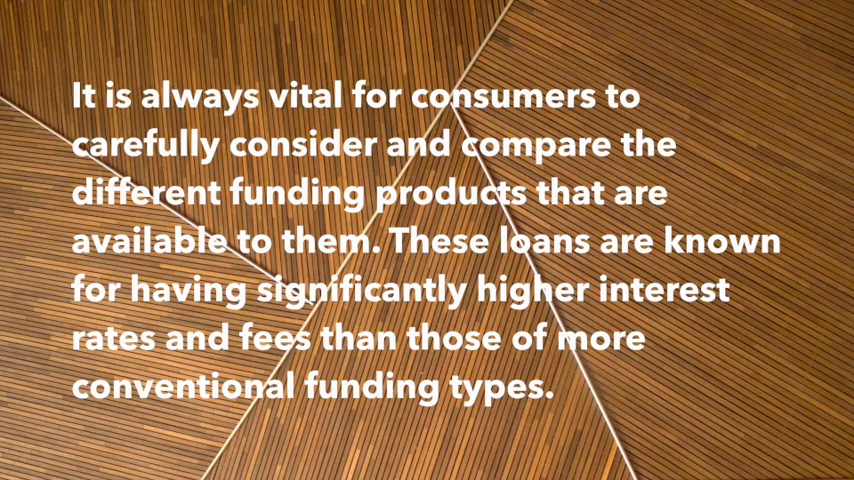 It is always vital for consumers to
carefully consider and compare the
different funding products that are
available to them. These loans are known
for having significantly higher interest
rates and fees than those of more
conventional funding types.